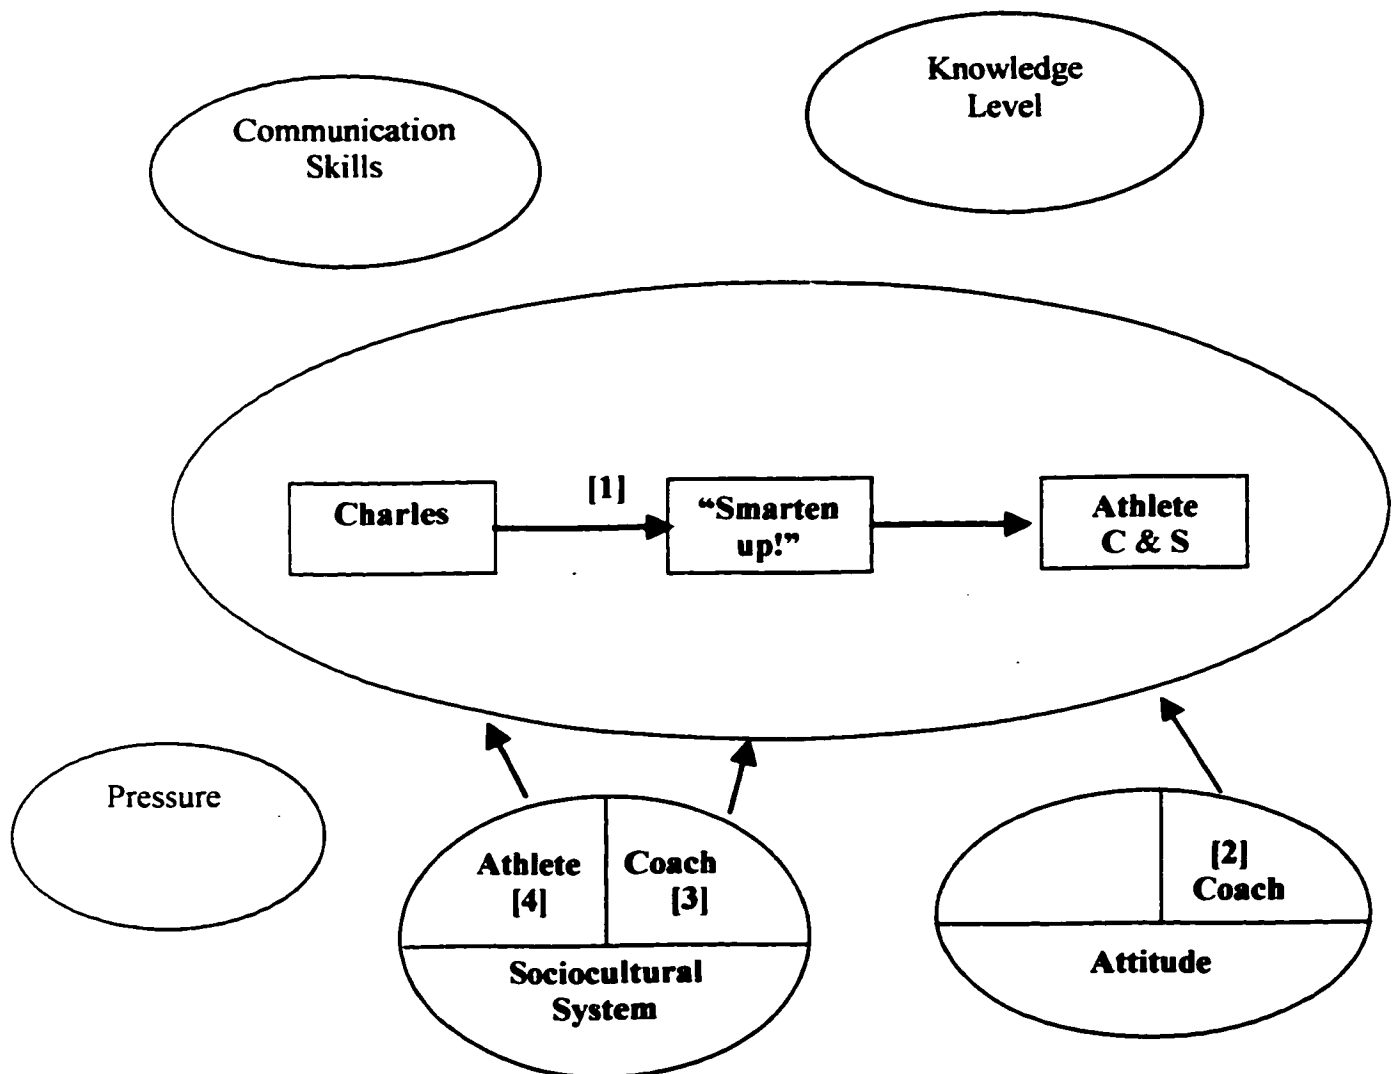 Knowledge
Level
Communication
Skills
Charles
[1]
“Smarten
up!”
Athlete
C & S
Pressure
Athlete
[4]
Coach
[3]
Sociocultural
System
[2]
Coach
Attitude